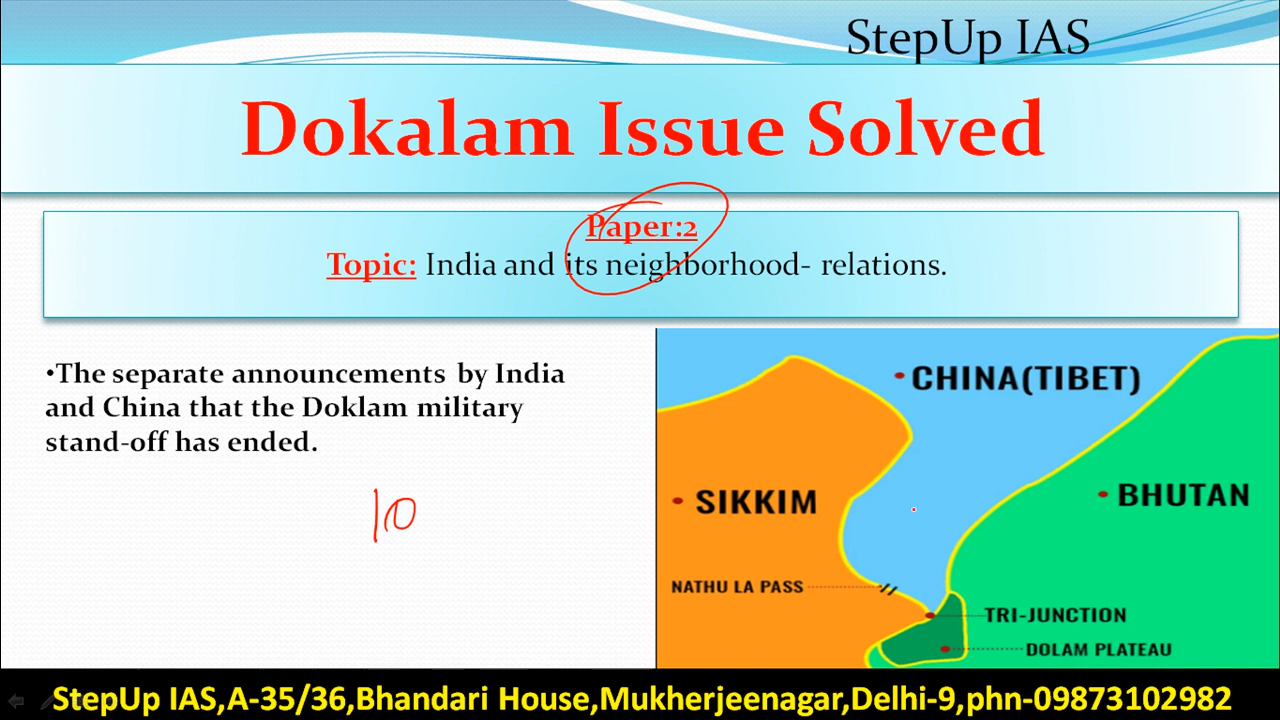 StepUp IAS
Dokalam Issue Solved
Paper:2
Topic: India and its neighborhood- relations.
•The separate announcements by India
and China that the Doklam military
stand-off has ended.
10
CHINA(TIBET)
SIKKIM
BHUTAN
NATHU LA PASS
TRI-JUNCTION
DOLAM PLATEAU
StepUp IAS,A-35/36,Bhandari House,Mukherjeenagar,Delhi-9,phn-09873102982